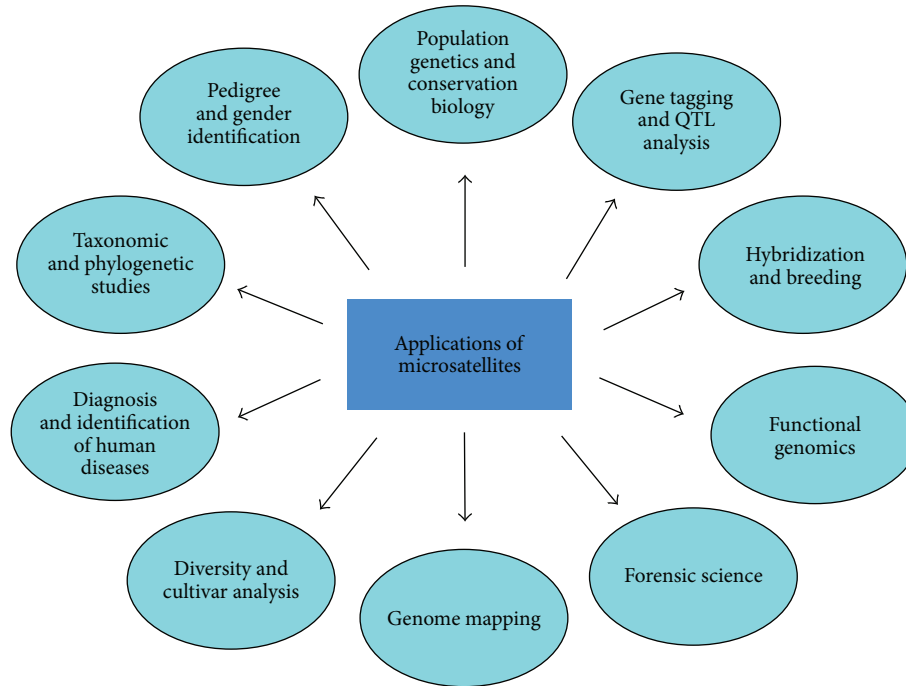 Population
genetics and
conservation
biology
Pedigree
and gender
identification
Gene tagging
and QTL
analysis
Taxonomic
and phylogenetic
studies
Hybridization
and breeding
Applications of
microsatellites
Diagnosis
and identification
of human
diseases
Functional
genomics
Diversity and
cultivar analysis
Genome mapping
Forensic science